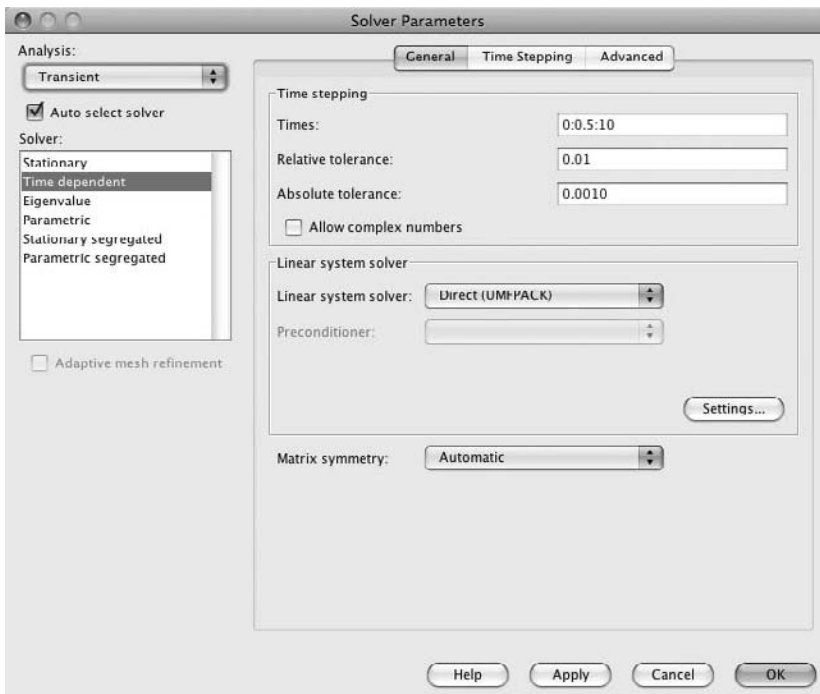 Solver Parameters
Analysis:
Transient
Auto select solver
Solver:
Stationary
Time dependent
Eigenvalue
Parametric
Stationary segregated
Parametric segregated
Adaptive mesh refinement
General Time Stepping Advanced
Time stepping
Times: 0:0.5:10
Relative tolerance: 0.01
Absolute tolerance: 0.0010
Allow complex numbers
Linear system solver
Linear system solver: Direct (UMFPACK)
Preconditioner:
Settings...
Matrix symmetry: Automatic
Help Apply Cancel OK